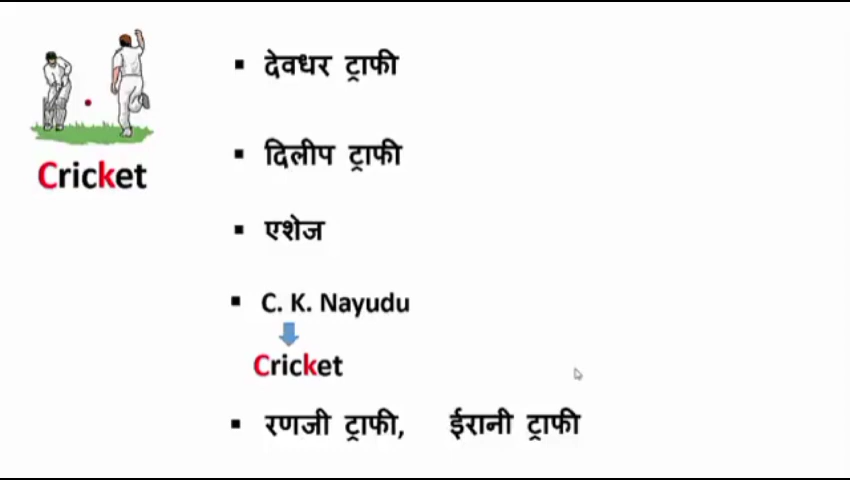 देवधर ट्राफी
दिलीप ट्राफी
Cricket
एशेज
C. K. Nayudu
Cricket
रणजी ट्राफी, ईरानी ट्राफी